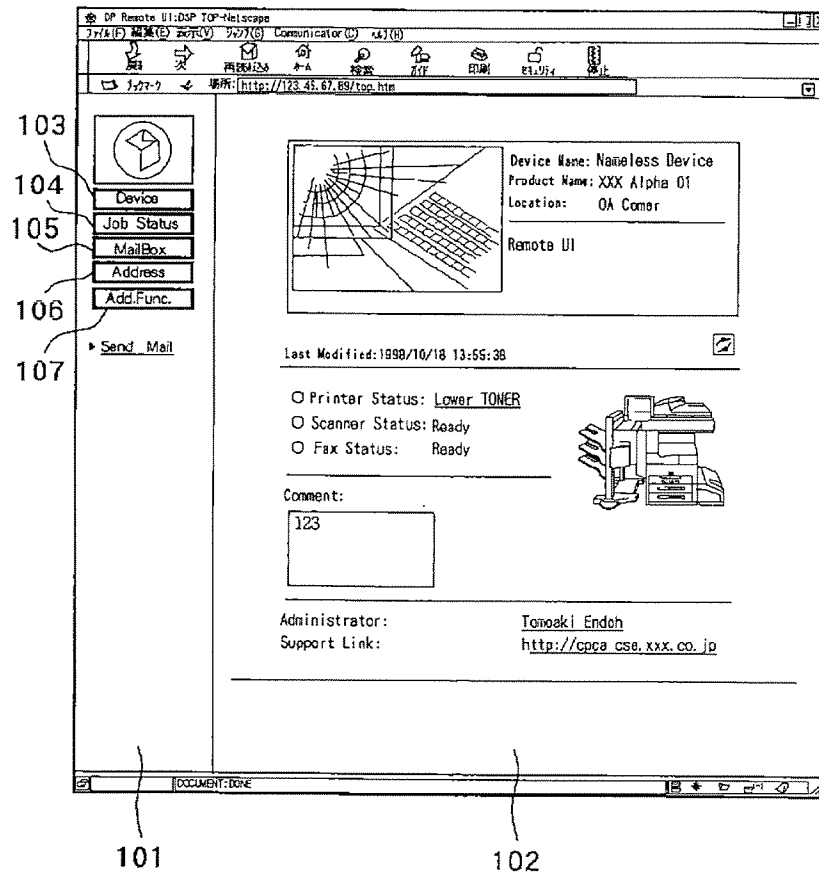 DP Remote UI:DSP TOP-Netscape
ファイル(F) 編集(E) 表示(V) ジャンプ(G) Communicator(C) ヘルプ(H)
戻る 次 再読み込み ホーム 検索 ガイド 印刷 セキュリティ 停止
ブックマーク 場所: http://123.45.67.89/top.htm
103
104
105
106
107
Device
Job Status
MailBox
Address
Add.Func.
Send_Mail
Device Name: Nameless Device
Product Name: XXX Alpha 01
Location: OA Corner
Remote UI
Last Modified:1998/10/18 13:55:38
Printer Status: Lower TONER
Scanner Status: Ready
Fax Status: Ready
Comment:
123
Administrator: Tomoaki Endoh
Support Link: http://cpca cse.xxx.co.jp
DOCUMENT:DONE
101
102